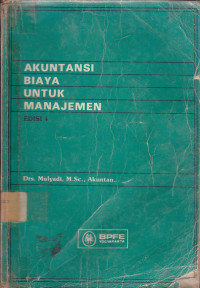 AKUNTANSI
BIAYA
UNTUK
MANAJEMEN
EDISI 4
Drs. Mulyadi, M.Sc., Akuntan
BPFE
YOGYAKARTA